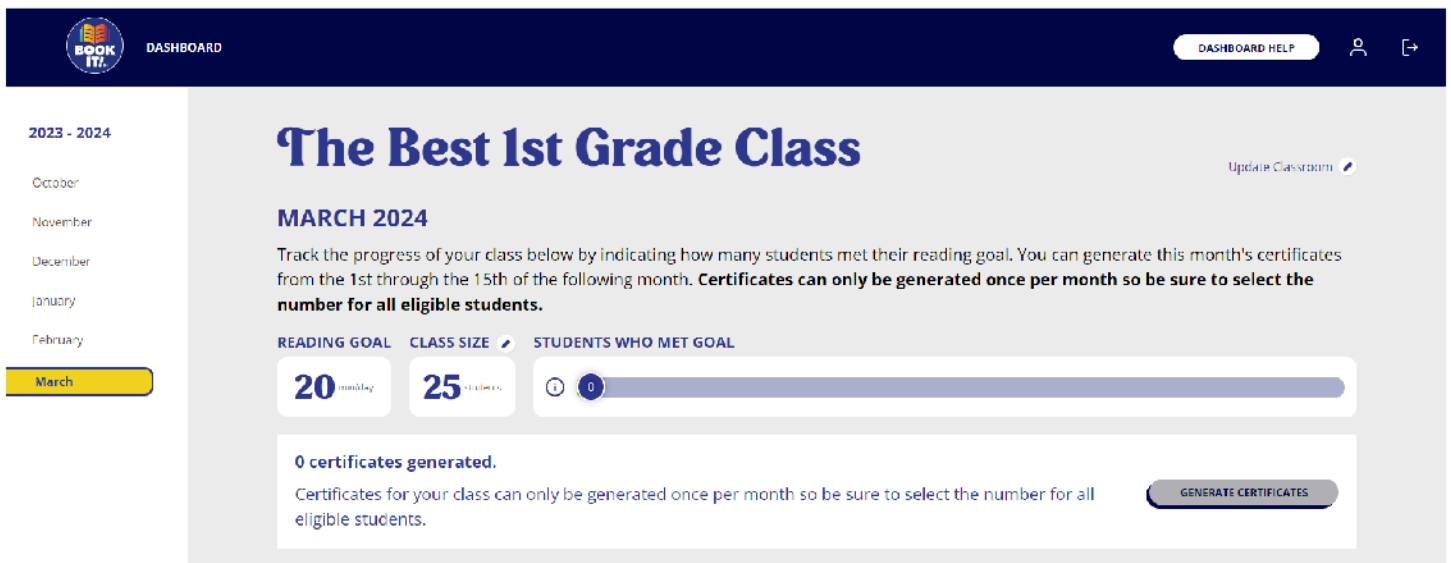 BOOK
IT!.
DASHBOARD
DASHBOARD HELP
2023 - 2024
October
November
December
January
February
March
The Best 1st Grade Class
Update Classroom
MARCH 2024
Track the progress of your class below by indicating how many students met their reading goal. You can generate this month's certificates
from the 1st through the 15th of the following month. Certificates can only be generated once per month so be sure to select the
number for all eligible students.
READING GOAL CLASS SIZE STUDENTS WHO MET GOAL
20 min/day 25 students 0
0 certificates generated.
Certificates for your class can only be generated once per month so be sure to select the number for all
eligible students.
GENERATE CERTIFICATES